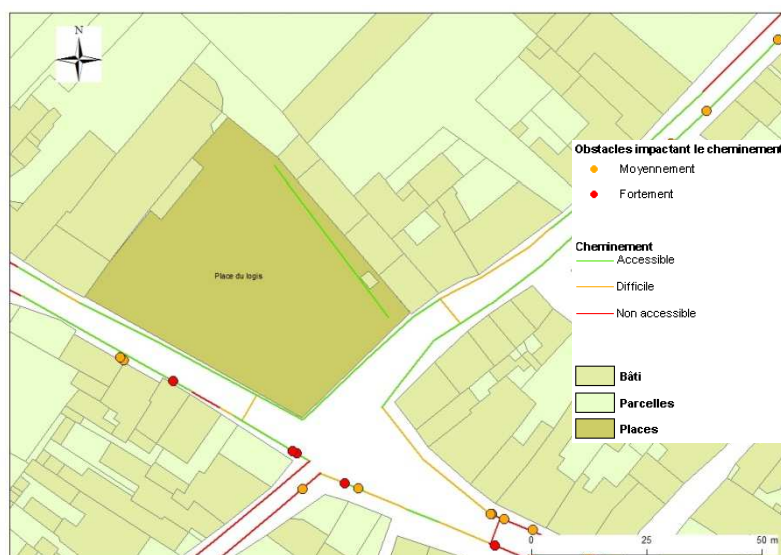 N
Obstacles impactant le cheminement
Moyennement
Fortement
Cheminement
Accessible
Difficile
Non accessible
Bâti
Parcelles
Places
Place du logis
0 25 50 m